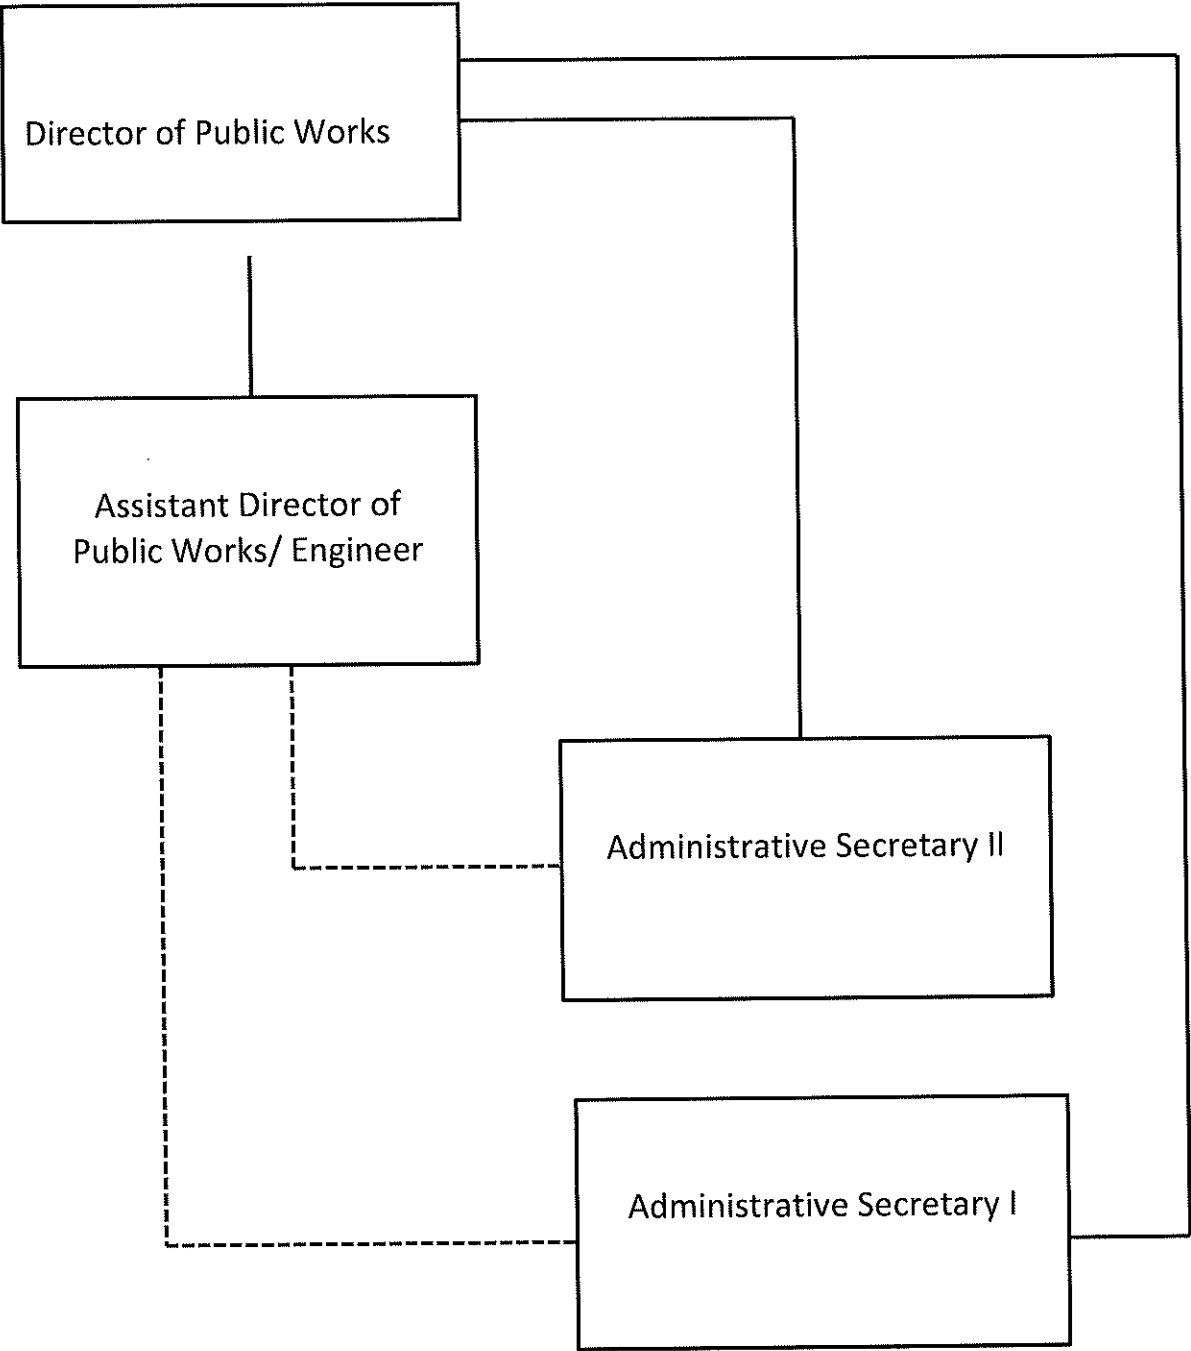 Director of Public Works
Assistant Director of
Public Works/ Engineer
Administrative Secretary II
Administrative Secretary I